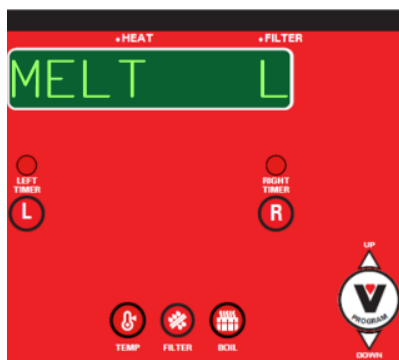 •HEAT •FILTER
MELT L
LEFT TIMER
RIGHT TIMER
L R
UP
V
PROGRAM
TEMP FILTER BOIL
DOWN